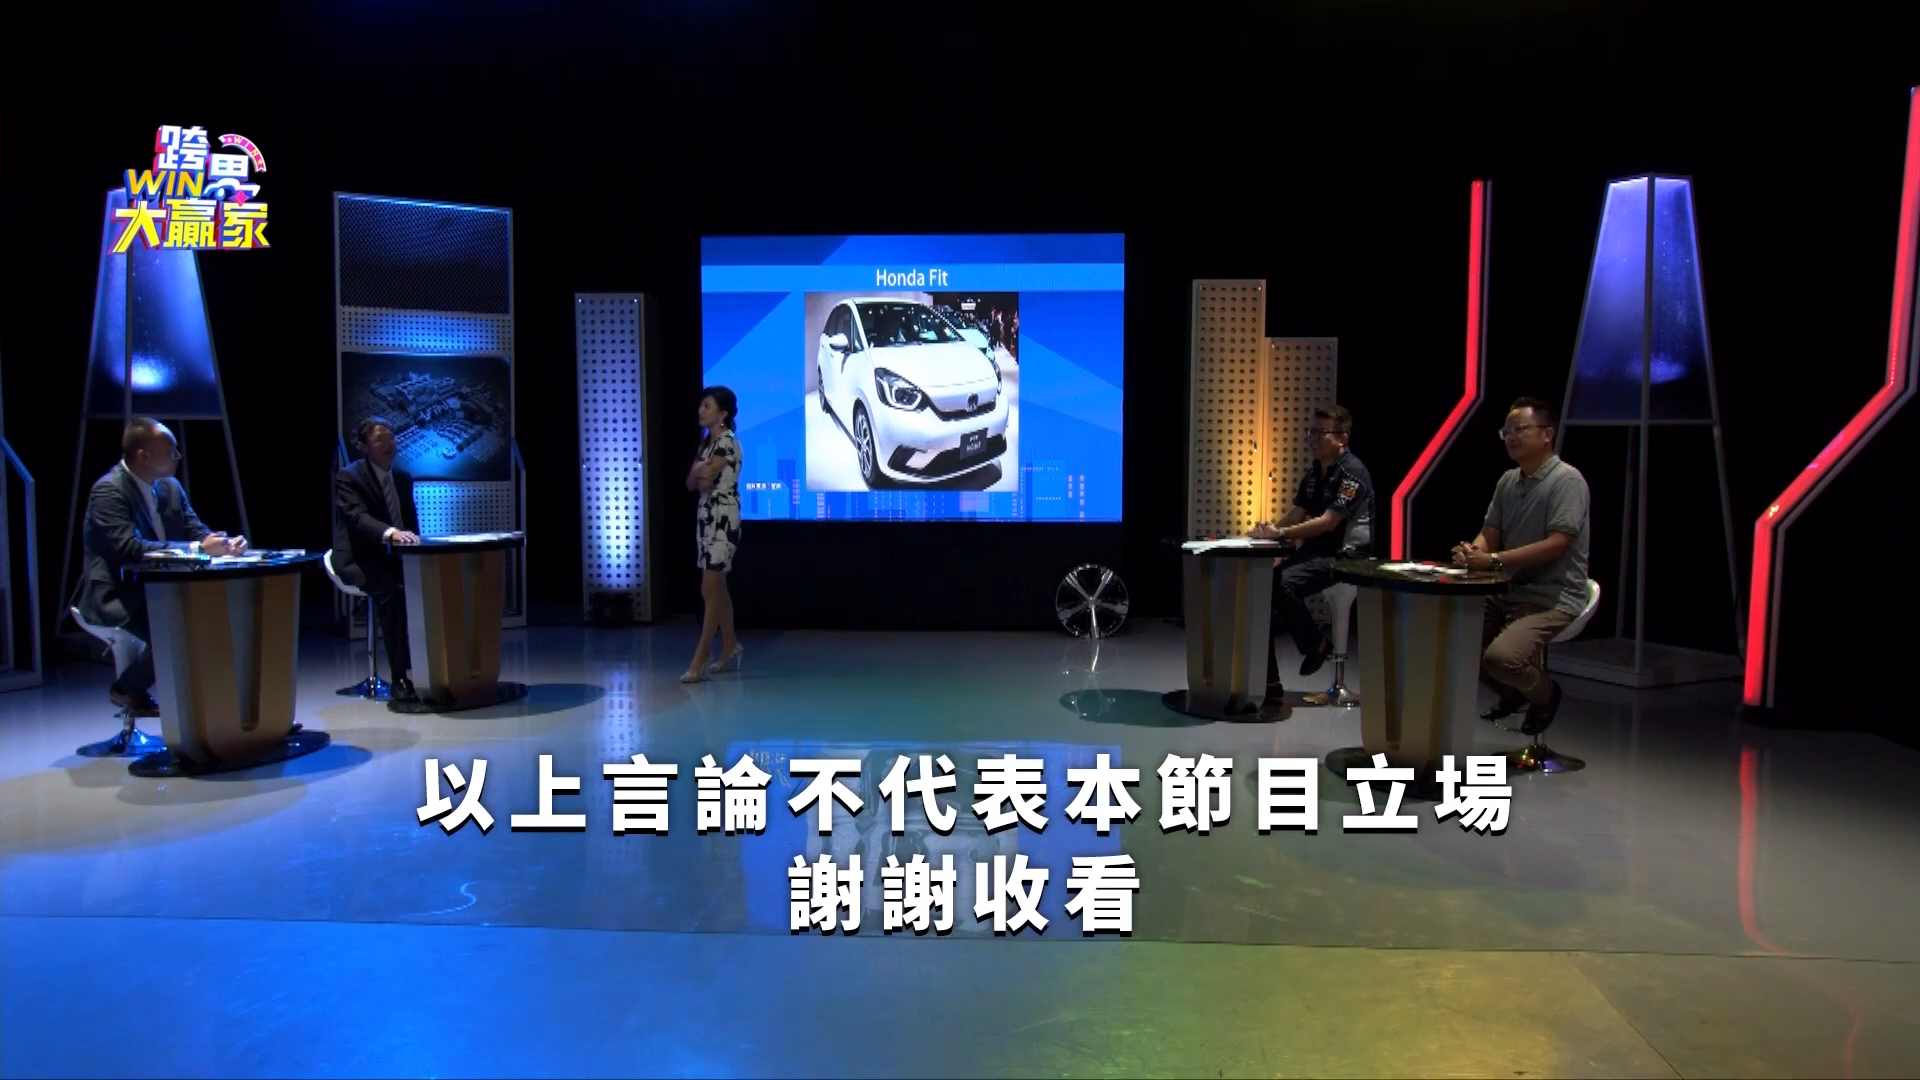 跨界
WIN
大贏家
Honda Fit
以上言論不代表本節目立場
謝謝收看